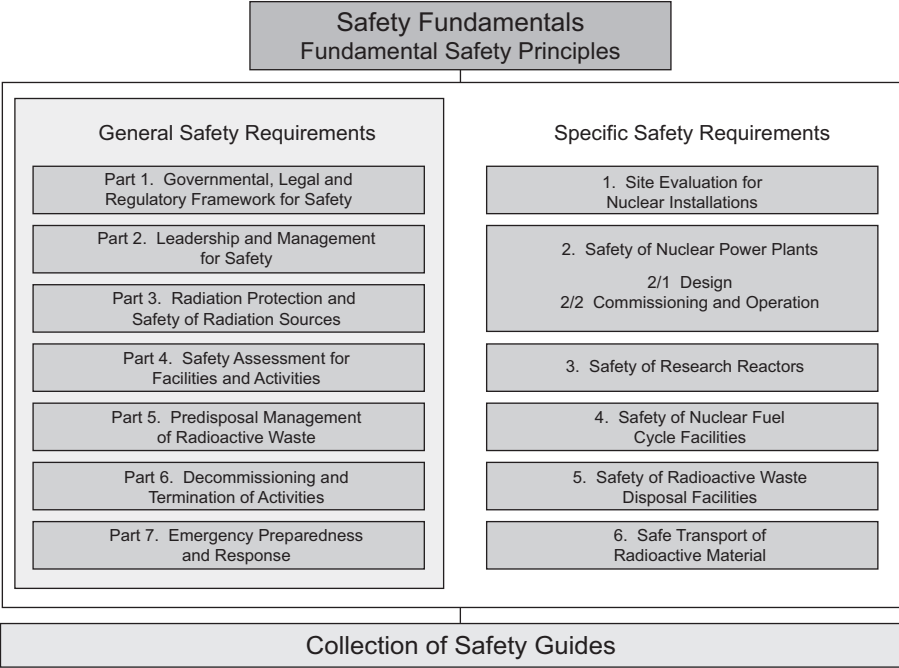 Safety Fundamentals
Fundamental Safety Principles
General Safety Requirements
Part 1. Governmental, Legal and
Regulatory Framework for Safety
Part 2. Leadership and Management
for Safety
Part 3. Radiation Protection and
Safety of Radiation Sources
Part 4. Safety Assessment for
Facilities and Activities
Part 5. Predisposal Management
of Radioactive Waste
Part 6. Decommissioning and
Termination of Activities
Part 7. Emergency Preparedness
and Response
Specific Safety Requirements
1. Site Evaluation for
Nuclear Installations
2. Safety of Nuclear Power Plants
2/1 Design
2/2 Commissioning and Operation
3. Safety of Research Reactors
4. Safety of Nuclear Fuel
Cycle Facilities
5. Safety of Radioactive Waste
Disposal Facilities
6. Safe Transport of
Radioactive Material
Collection of Safety Guides